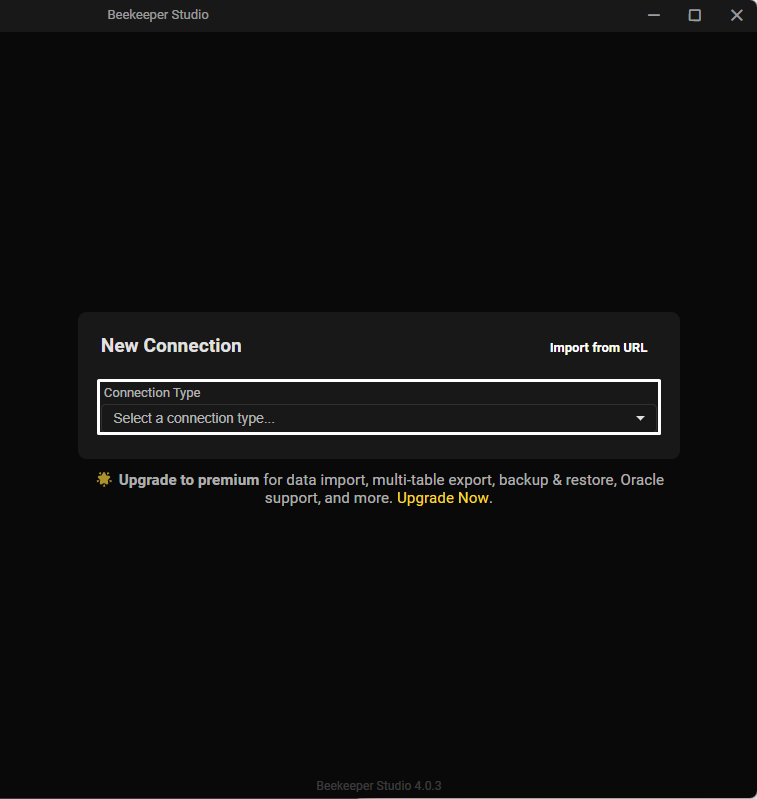 Beekeeper Studio
New Connection
Import from URL
Connection Type
Select a connection type...
Upgrade to premium for data import, multi-table export, backup & restore, Oracle
support, and more. Upgrade Now.
Beekeeper Studio 4.0.3